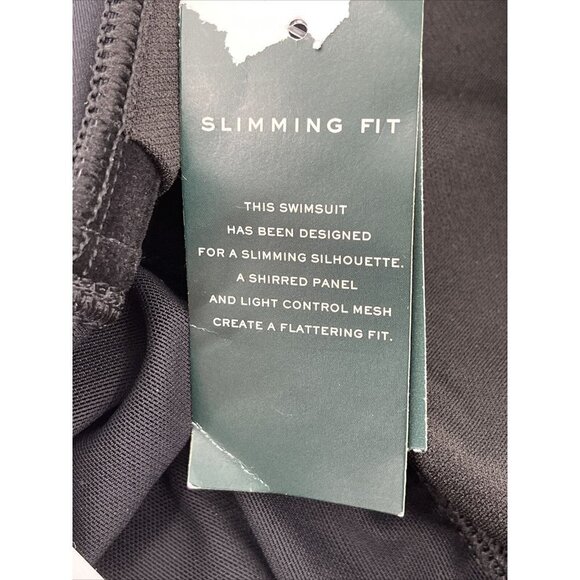 SLIMMING FIT
THIS SWIMSUIT
HAS BEEN DESIGNED
FOR A SLIMMING SILHOUETTE.
A SHIRRED PANEL
AND LIGHT CONTROL MESH
CREATE A FLATTERING FIT.